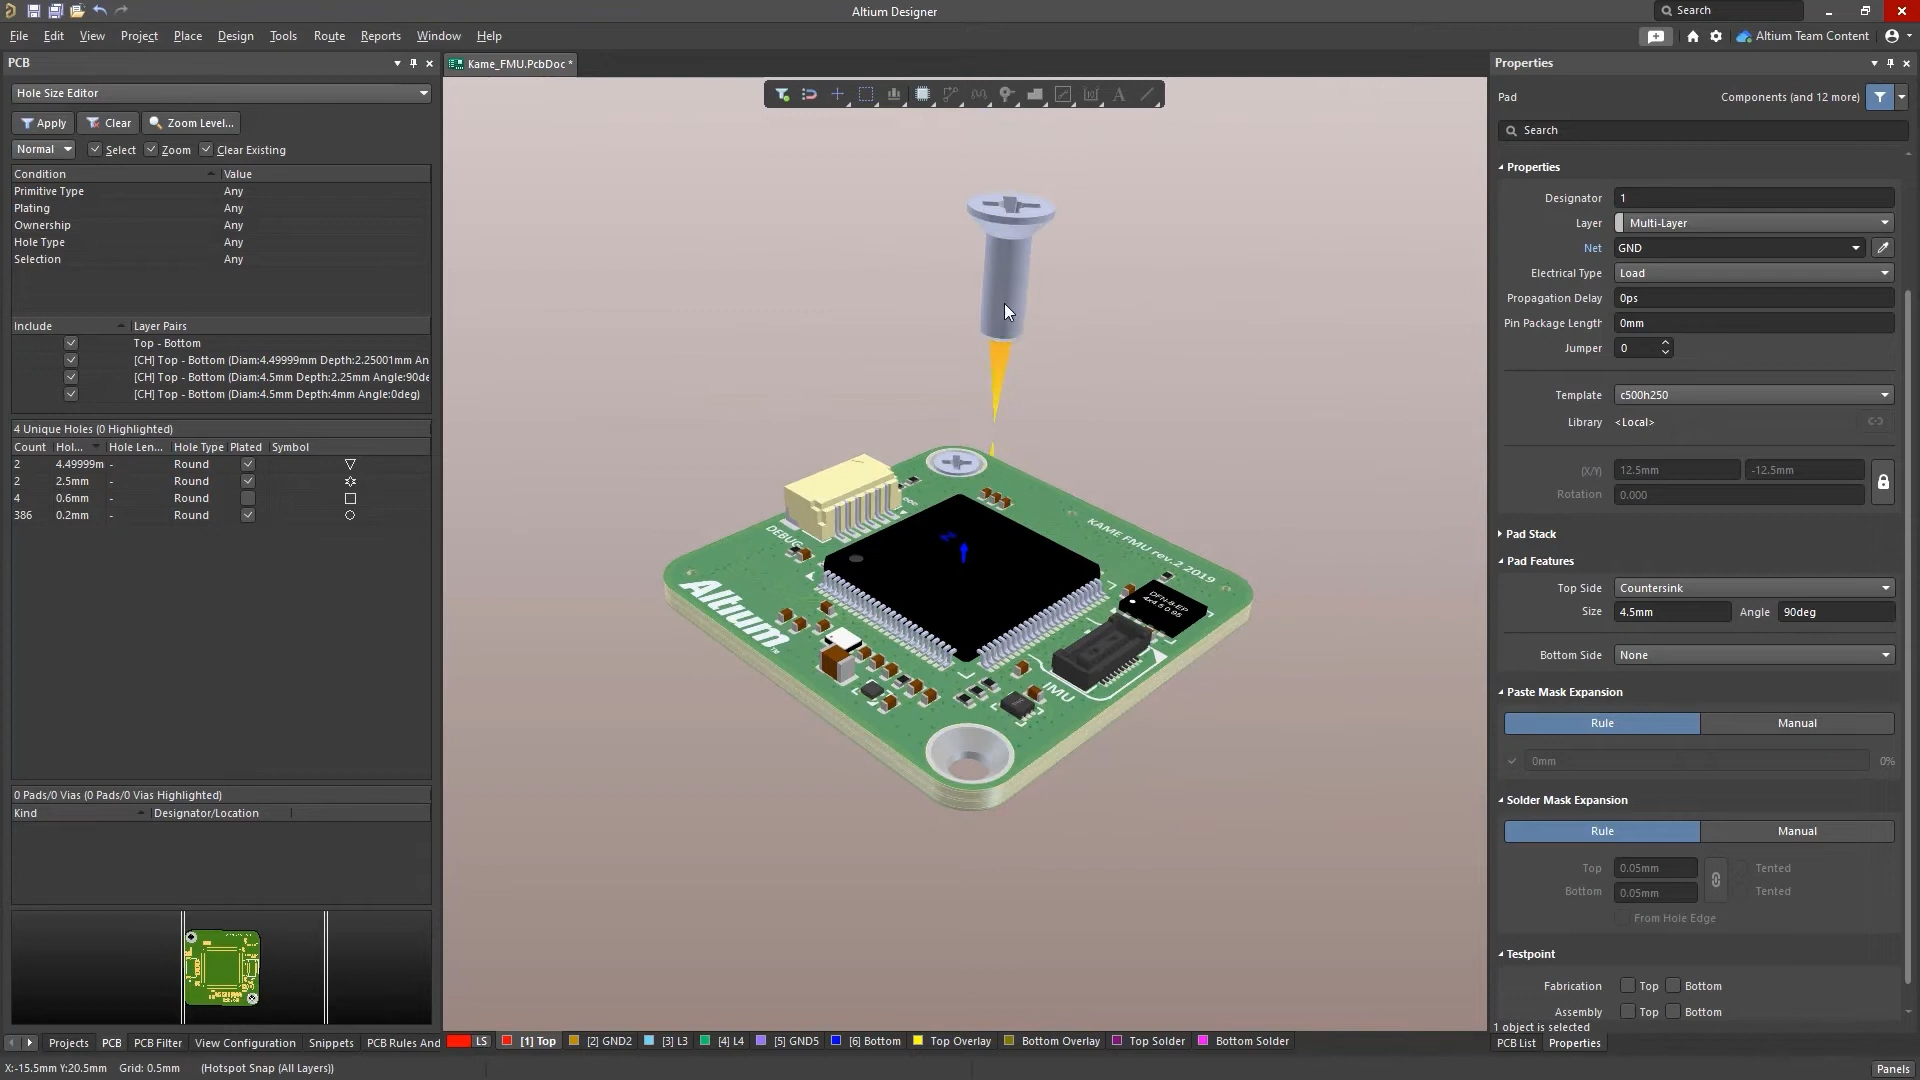 Altium Designer
Search
File Edit View Project Place Design Tools Route Reports Window Help
Altium Team Content
PCB
Kame_FMU.PcbDoc *
Properties
Hole Size Editor
Pad
Components (and 12 more)
Apply Clear Zoom Level...
Search
Normal Select Zoom Clear Existing
Condition Value
Primitive Type Any
Plating Any
Ownership Any
Hole Type Any
Selection Any
Include Layer Pairs
Top - Bottom
[CH] Top - Bottom (Diam:4.49999mm Depth:2.25001mm An
[CH] Top - Bottom (Diam:4.5mm Depth:2.25mm Angle:90de
[CH] Top - Bottom (Diam:4.5mm Depth:4mm Angle:0deg)
4 Unique Holes (0 Highlighted)
Count Hol... Hole Len... Hole Type Plated Symbol
2 4.49999m - Round
2 2.5mm - Round
4 0.6mm - Round
386 0.2mm - Round
0 Pads/0 Vias (0 Pads/0 Vias Highlighted)
Kind Designator/Location
DEBUG
KAME FMU rev.2 2019
Altium™
DFN-8-EP
4x4.5 0.95
IMU
Z
Properties
Designator 1
Layer Multi-Layer
Net GND
Electrical Type Load
Propagation Delay 0ps
Pin Package Length 0mm
Jumper 0
Template c500h250
Library <Local>
(X/Y) 12.5mm -12.5mm
Rotation 0.000
Pad Stack
Pad Features
Top Side Countersink
Size 4.5mm Angle 90deg
Bottom Side None
Paste Mask Expansion
Rule Manual
0mm 0%
Solder Mask Expansion
Rule Manual
Top 0.05mm Tented
Bottom 0.05mm Tented
From Hole Edge
Testpoint
Fabrication Top Bottom
Assembly Top Bottom
1 object is selected
Projects PCB PCB Filter View Configuration Snippets PCB Rules And
LS [1] Top [2] GND2 [3] L3 [4] L4 [5] GND5 [6] Bottom Top Overlay Bottom Overlay Top Solder Bottom Solder
PCB List Properties
X:-15.5mm Y:20.5mm Grid: 0.5mm (Hotspot Snap (All Layers))
Panels